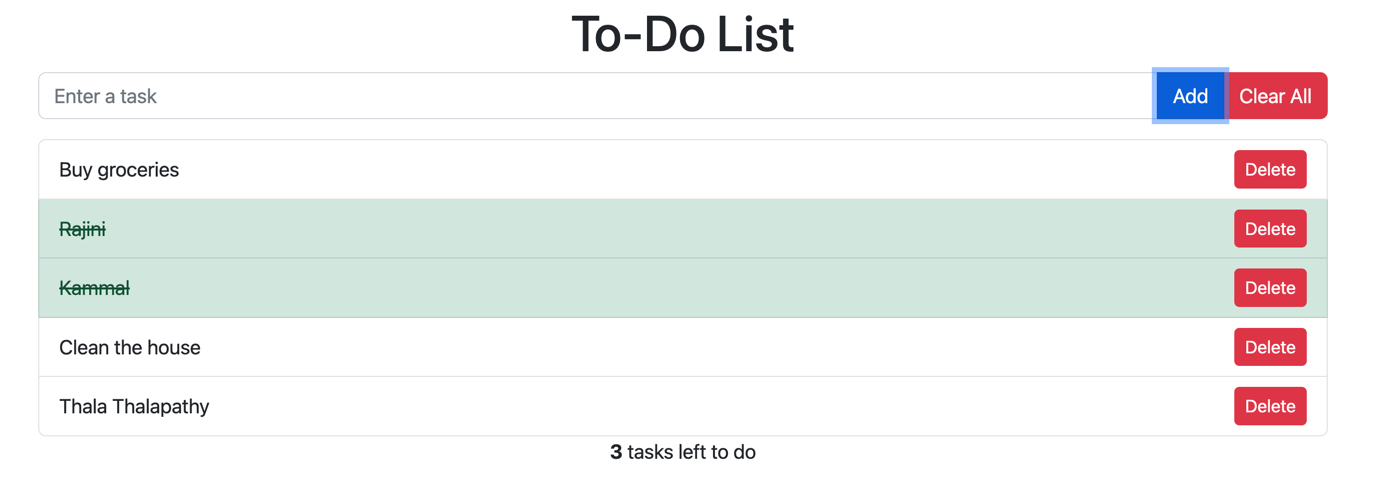 To-Do List
Enter a task Add Clear All
Buy groceries Delete
Rajini Delete
Kammal Delete
Clean the house Delete
Thala Thalapathy Delete
3 tasks left to do